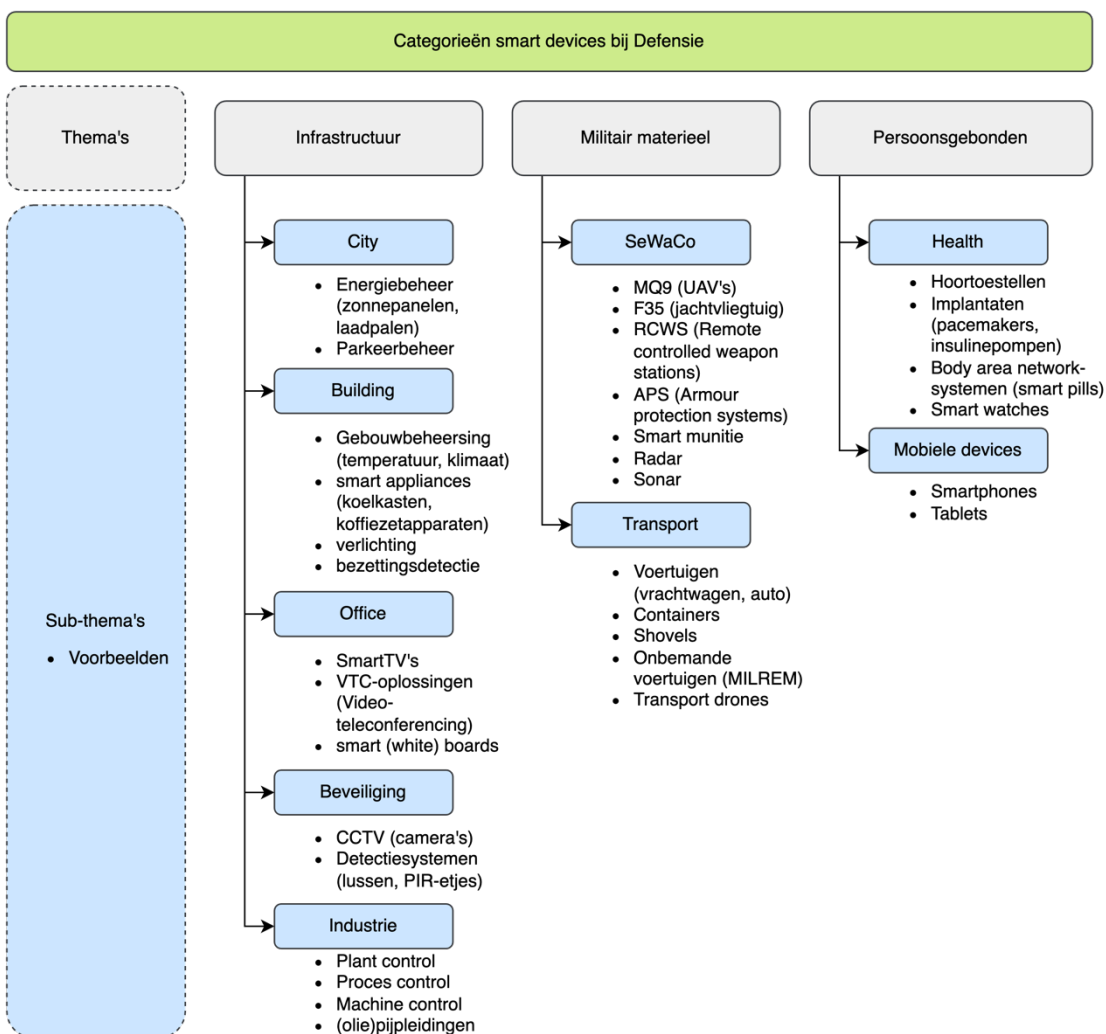 Categorieën smart devices bij Defensie
Thema's
Sub-thema's
• Voorbeelden
Infrastructuur
City
• Energiebeheer
(zonnepanelen,
laadpalen)
• Parkeerbeheer
Building
• Gebouwbeheersing
(temperatuur, klimaat)
• smart appliances
(koelkasten,
koffiezetapparaten)
• verlichting
• bezettingsdetectie
Office
• SmartTV's
• VTC-oplossingen
(Video-
teleconferencing)
• smart (white) boards
Beveiliging
• CCTV (camera's)
• Detectiesystemen
(lussen, PIR-etjes)
Industrie
• Plant control
• Proces control
• Machine control
• (olie)pijpleidingen
Militair materieel
SeWaCo
• MQ9 (UAV's)
• F35 (jachtvliegtuig)
• RCWS (Remote
controlled weapon
stations)
• APS (Armour
protection systems)
• Smart munitie
• Radar
• Sonar
Transport
• Voertuigen
(vrachtwagen, auto)
• Containers
• Shovels
• Onbemande
voertuigen (MILREM)
• Transport drones
Persoonsgebonden
Health
• Hoortoestellen
• Implantaten
(pacemakers,
insulinepompen)
• Body area network-
systemen (smart pills)
• Smart watches
Mobiele devices
• Smartphones
• Tablets